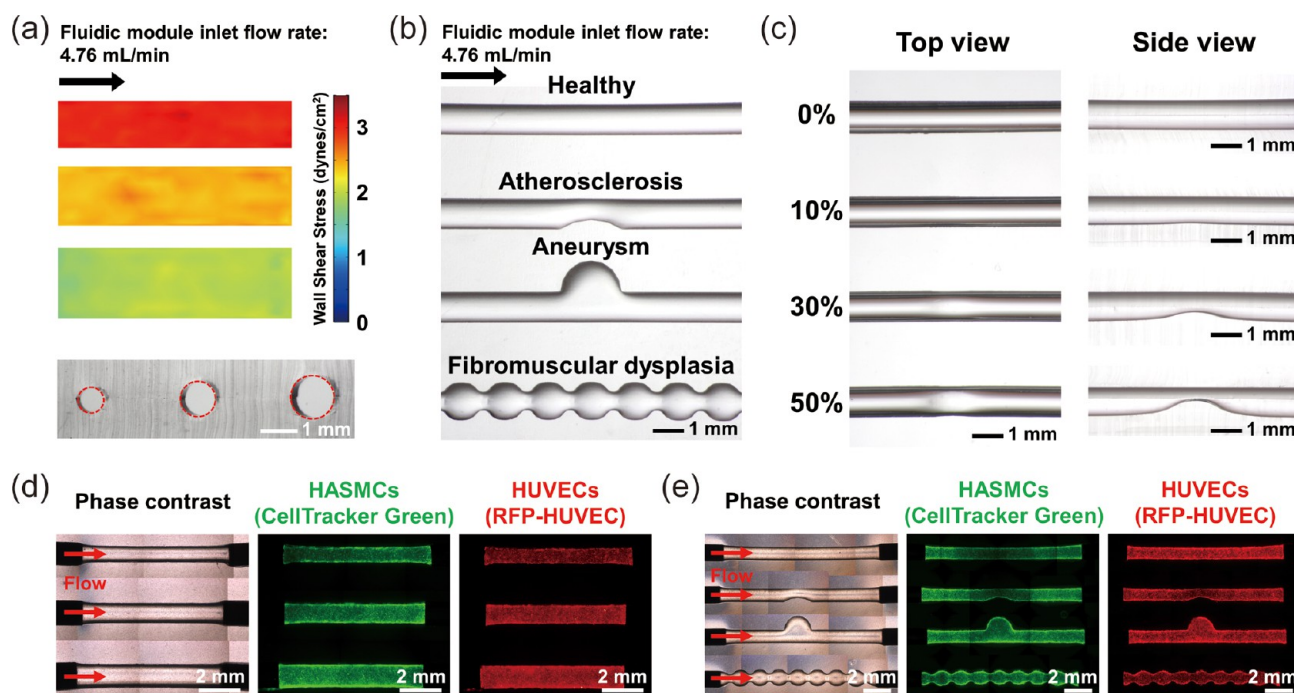 (a)
Fluidic module inlet flow rate:
4.76 mL/min
Wall Shear Stress (dynes/cm²)
3
2
1
0
1 mm
(b)
Fluidic module inlet flow rate:
4.76 mL/min
Healthy
Atherosclerosis
Aneurysm
Fibromuscular dysplasia
1 mm
(c)
Top view
Side view
0%
1 mm
10%
1 mm
30%
1 mm
50%
1 mm
1 mm
(d)
Phase contrast
HASMCs
(CellTracker Green)
HUVECs
(RFP-HUVEC)
Flow
2 mm
2 mm
2 mm
(e)
Phase contrast
HASMCs
(CellTracker Green)
HUVECs
(RFP-HUVEC)
Flow
2 mm
2 mm
2 mm